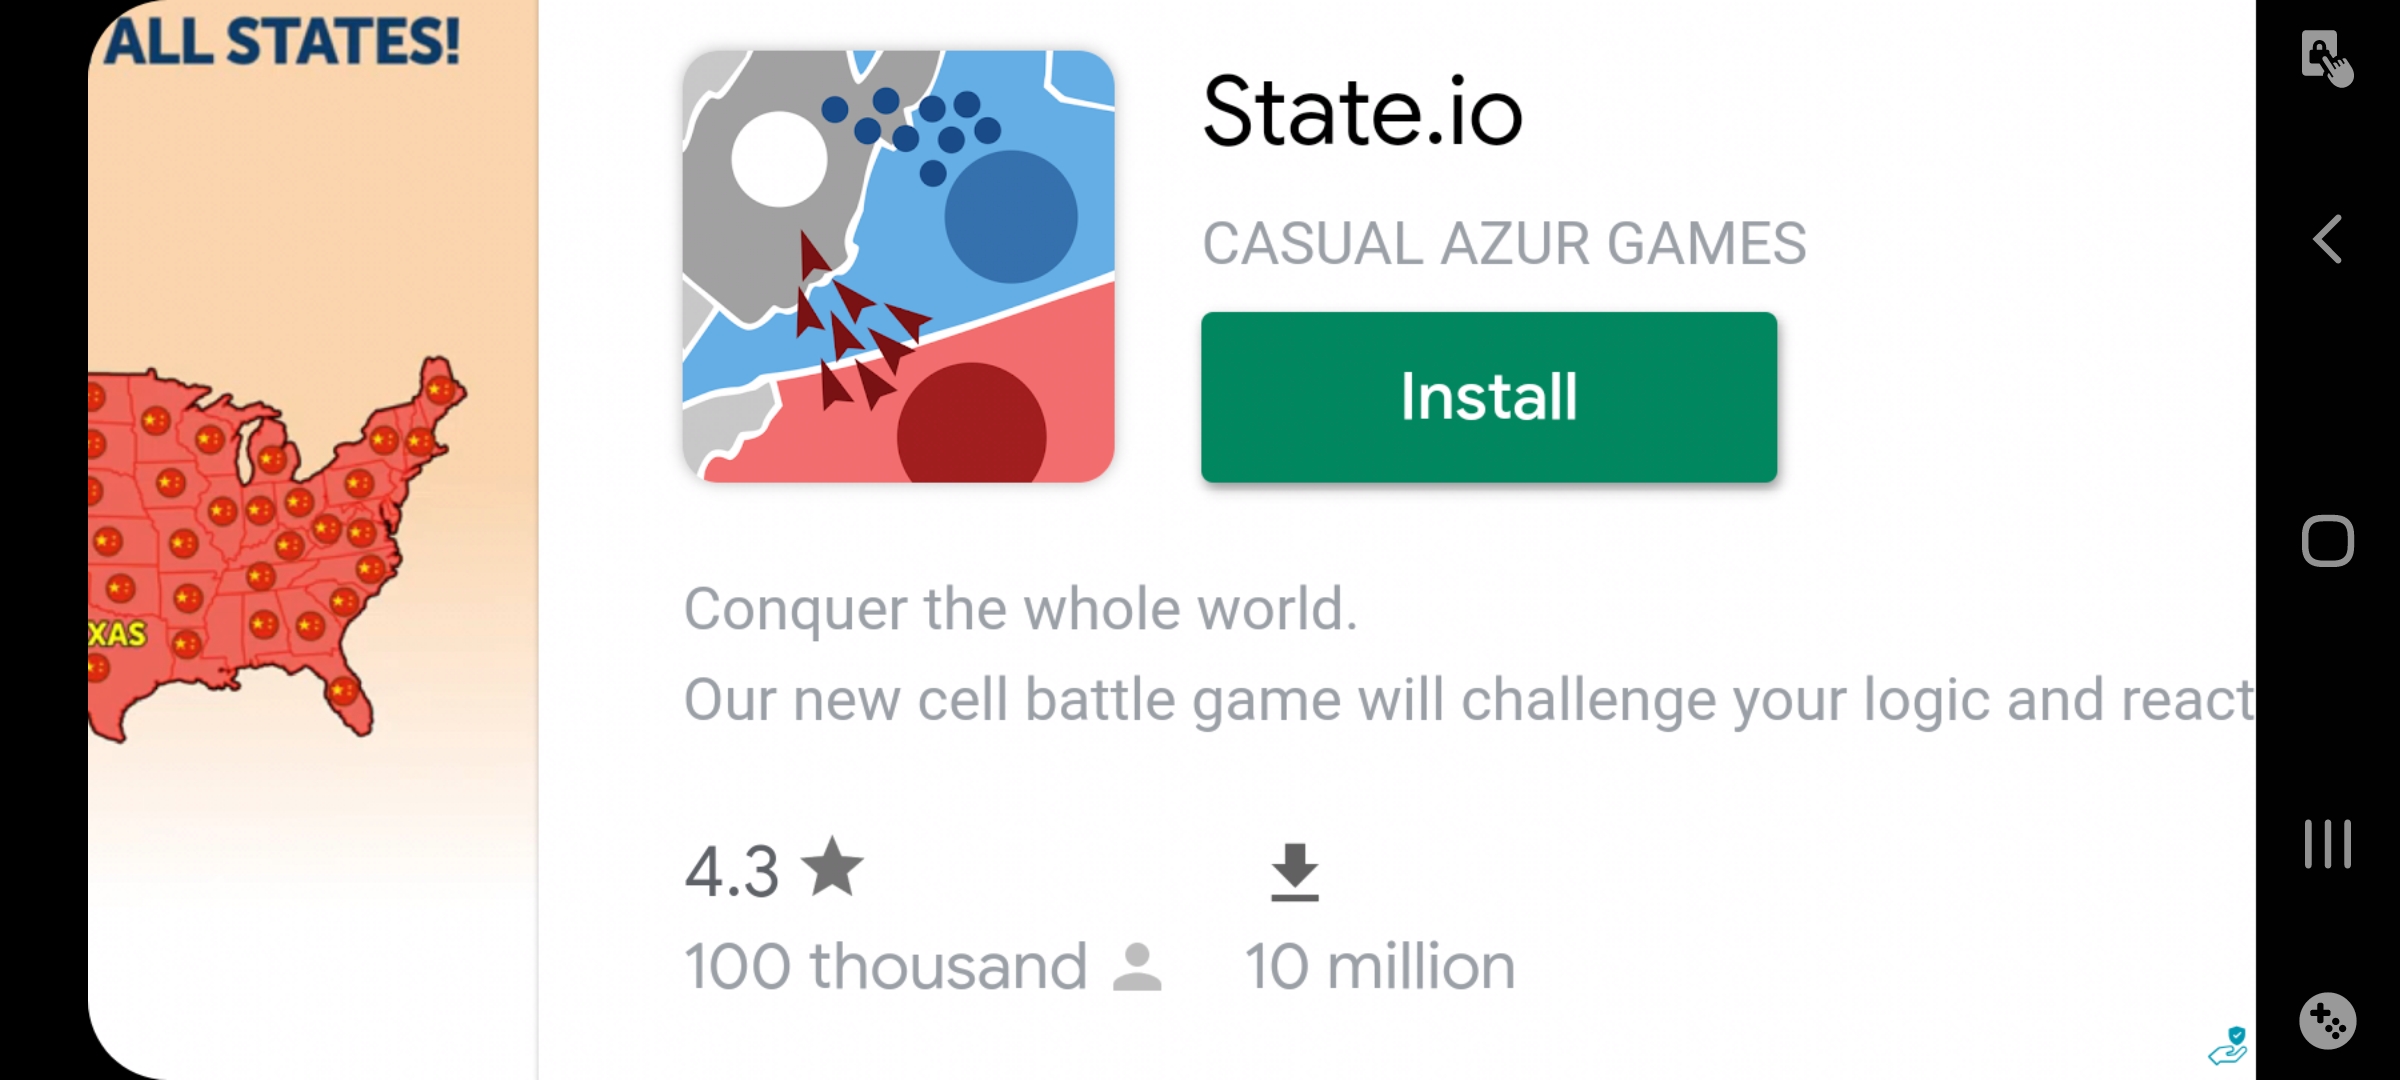 ALL STATES!
XAS
State.io
CASUAL AZUR GAMES
Install
Conquer the whole world.
Our new cell battle game will challenge your logic and react
4.3
100 thousand
10 million